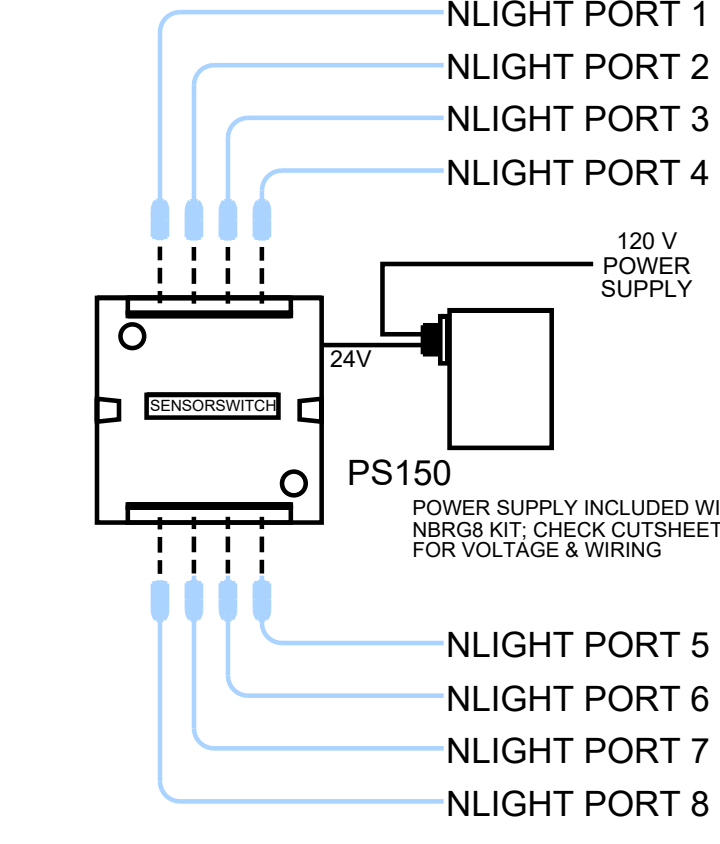 NLIGHT PORT 1
NLIGHT PORT 2
NLIGHT PORT 3
NLIGHT PORT 4
120 V
POWER
SUPPLY
24V
SENSORSWITCH
PS150
POWER SUPPLY INCLUDED WI
NBRG8 KIT; CHECK CUTSHEET
FOR VOLTAGE & WIRING
NLIGHT PORT 5
NLIGHT PORT 6
NLIGHT PORT 7
NLIGHT PORT 8